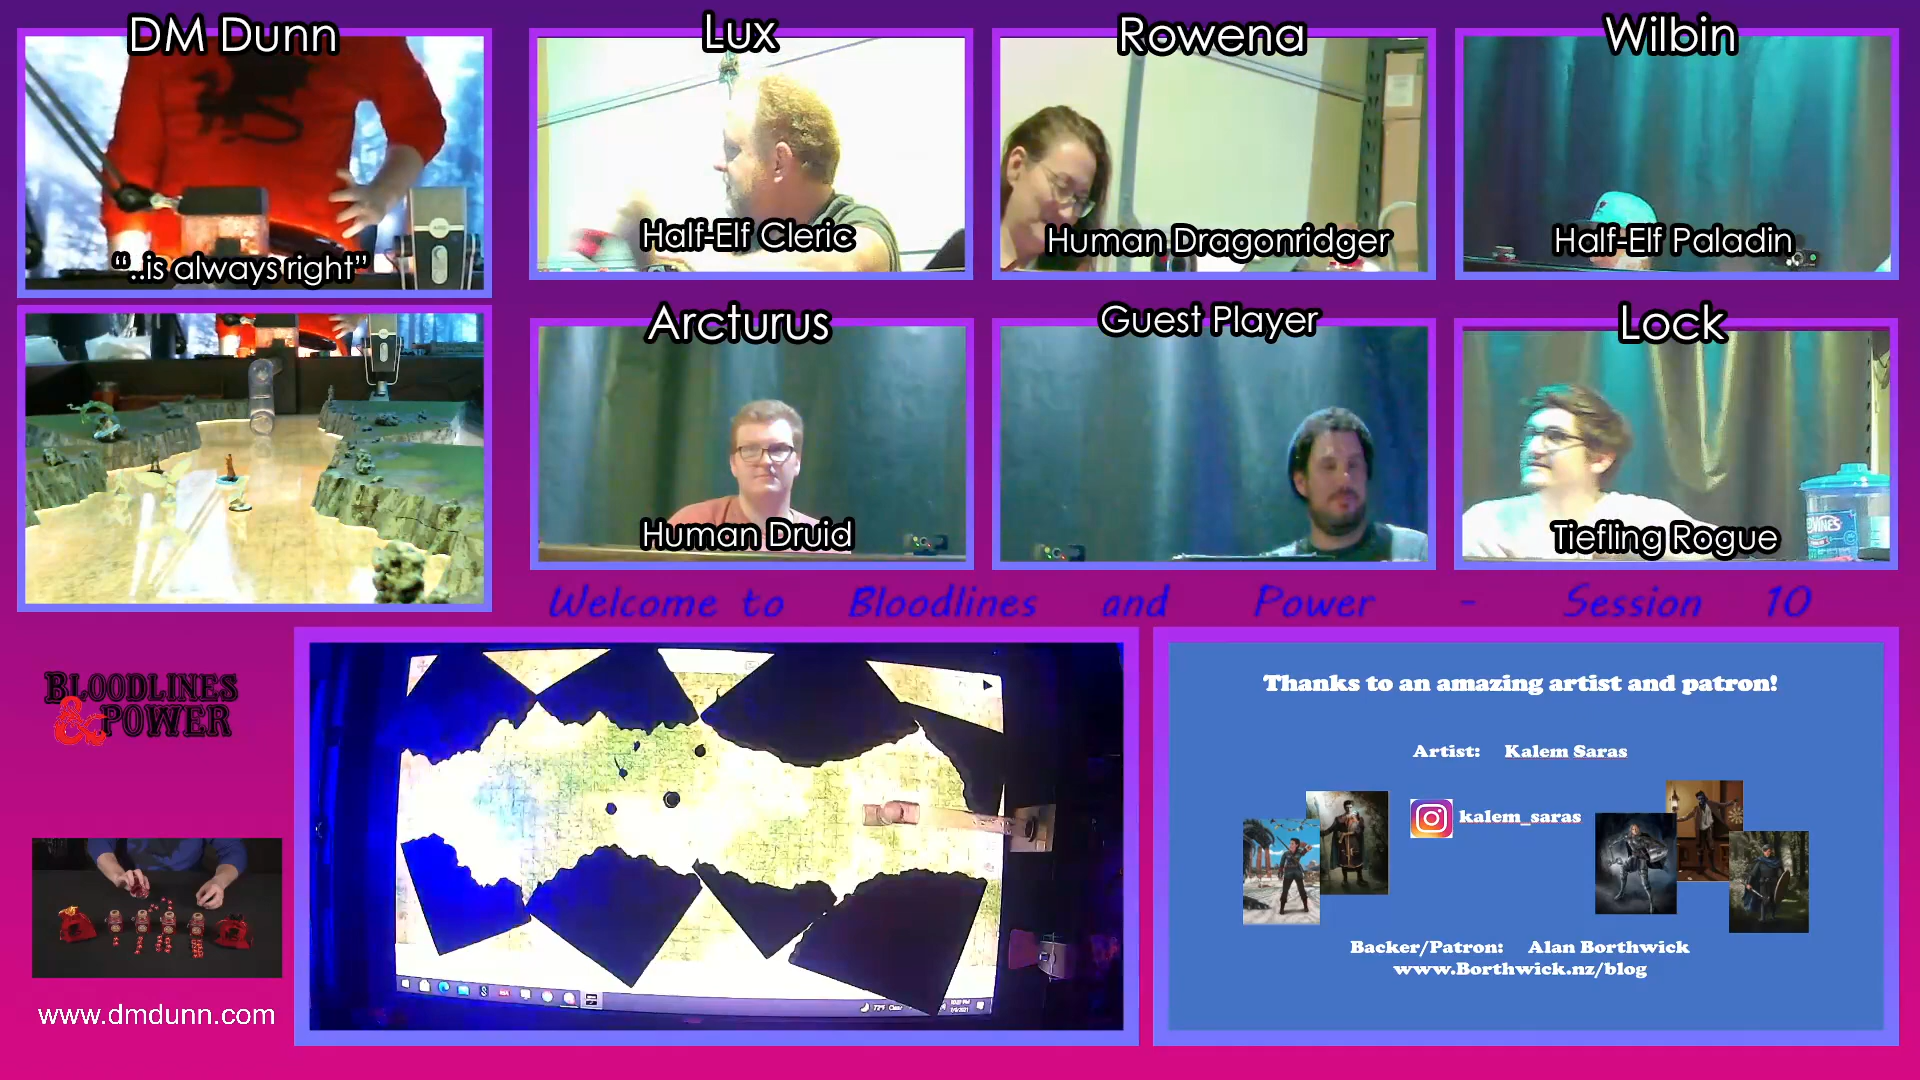 DM Dunn
"..is always right"
Lux
Half-Elf Cleric
Rowena
Human Dragonridger
Wilbin
Half-Elf Paladin
Arcturus
Human Druid
Guest Player
Lock
Tiefling Rogue
Welcome to Bloodlines and Power - Session 10
BLOODLINES
& POWER
www.dmdunn.com
Thanks to an amazing artist and patron!
Artist: Kalem Saras
kalem_saras
Backer/Patron: Alan Borthwick
www.Borthwick.nz/blog